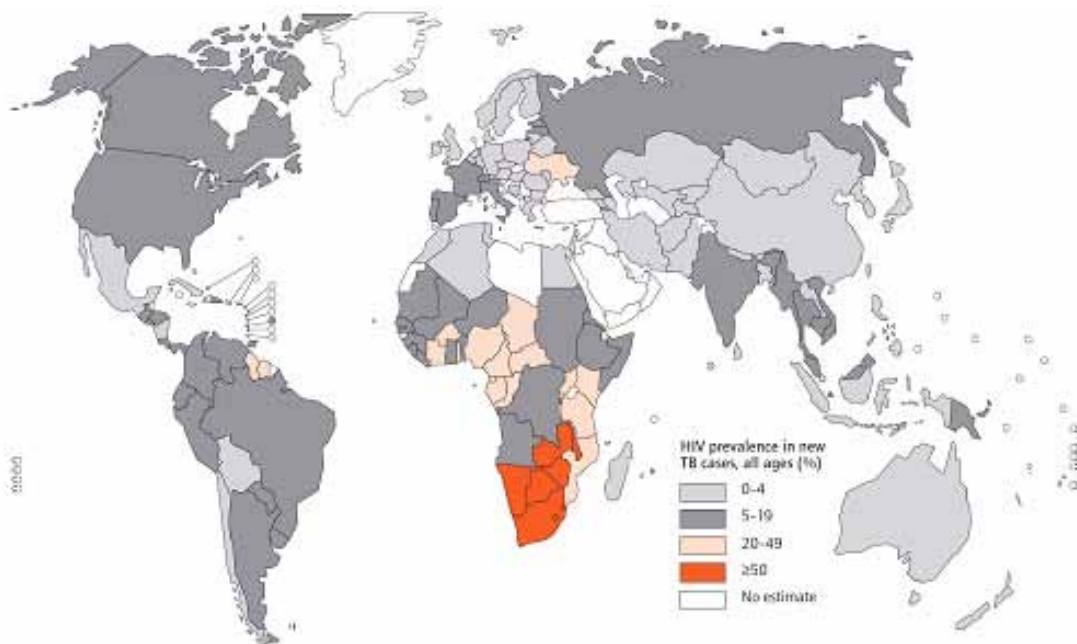 HIV prevalence in new
TB cases, all ages (%)
0–4
5–19
20–49
≥50
No estimate